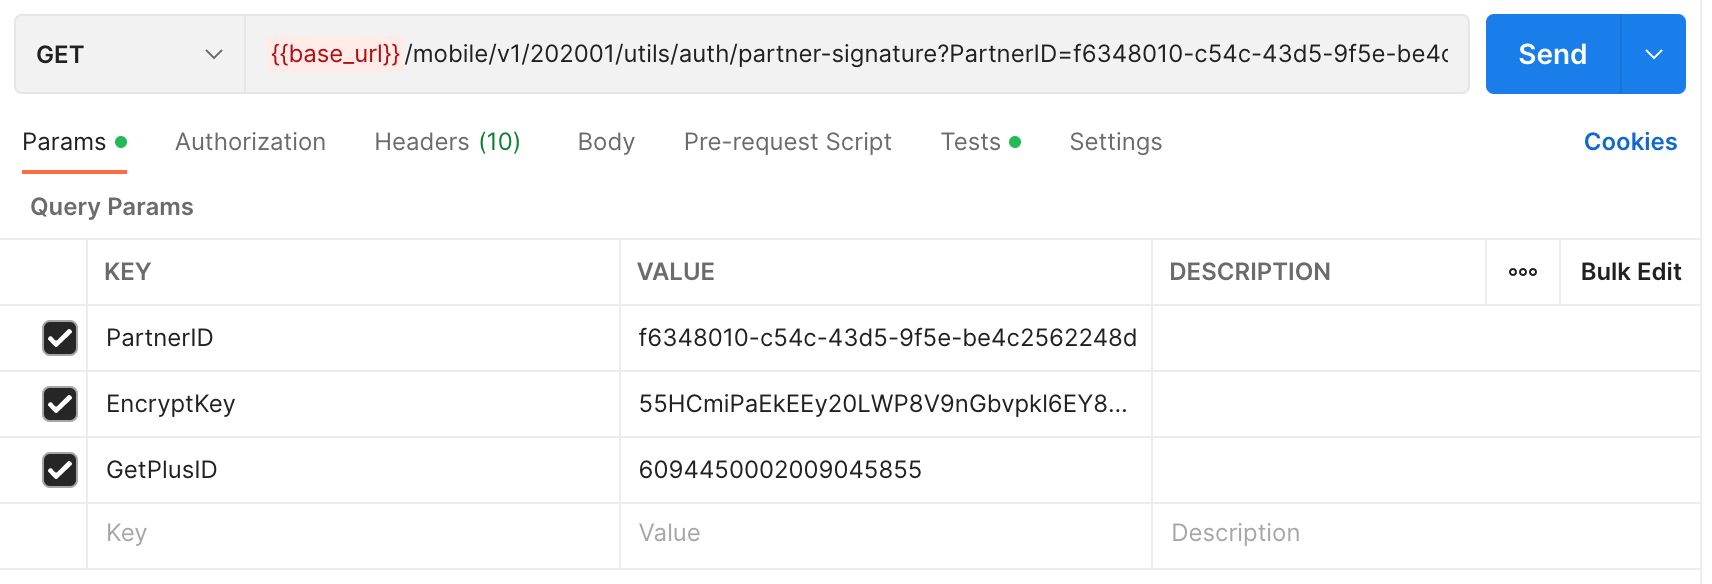 GET {{base_url}}/mobile/v1/202001/utils/auth/partner-signature?PartnerID=f6348010-c54c-43d5-9f5e-be4c Send
Params Authorization Headers (10) Body Pre-request Script Tests Settings Cookies
Query Params
KEY VALUE DESCRIPTION ooo Bulk Edit
PartnerID f6348010-c54c-43d5-9f5e-be4c2562248d
EncryptKey 55HCmiPaEkEEy20LWP8V9nGbvpkl6EY8...
GetPlusID 6094450002009045855
Key Value Description